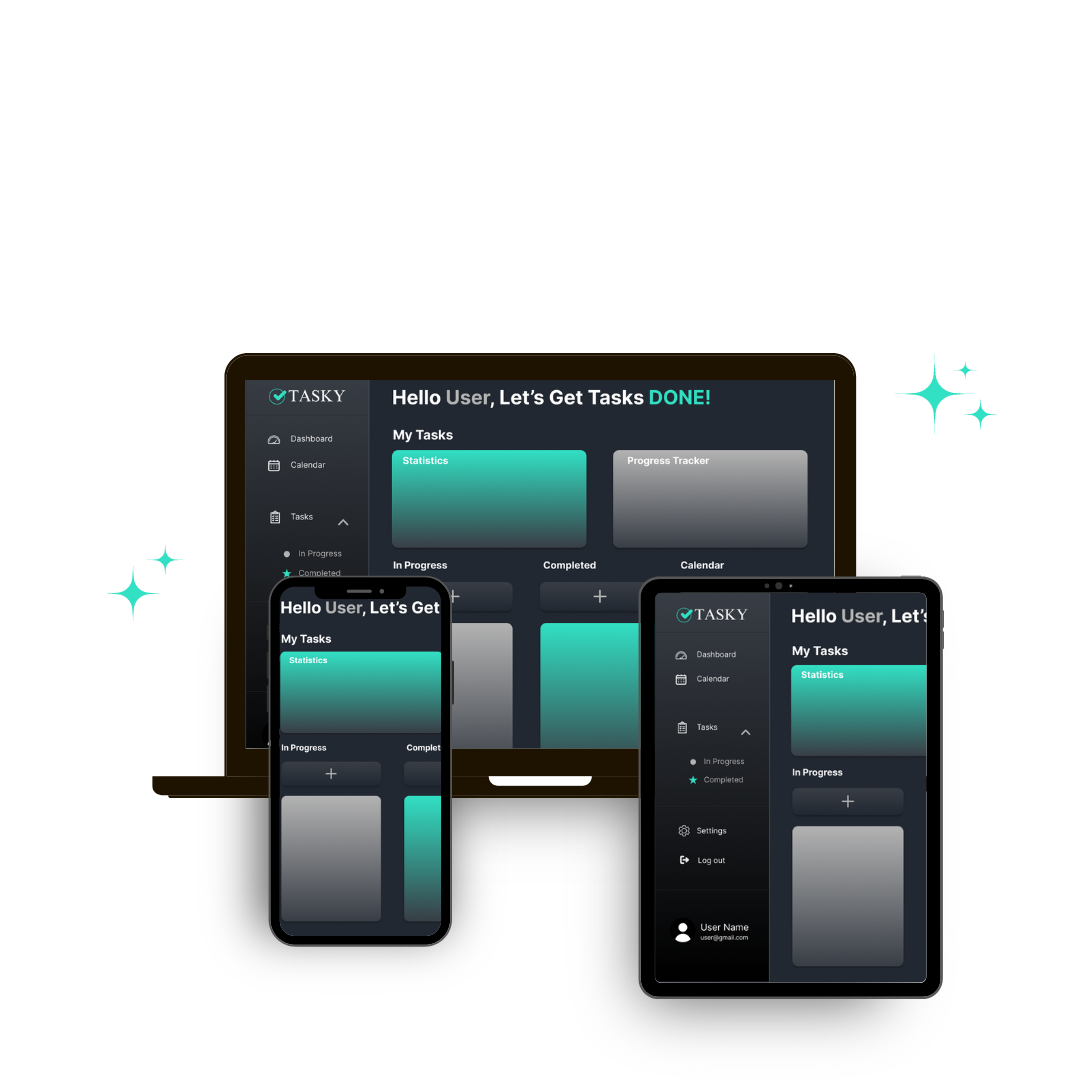 TASKY
Hello User, Let's Get Tasks DONE!
Dashboard
Calendar
Tasks
In Progress
Completed
My Tasks
Statistics
Progress Tracker
In Progress
Completed
Calendar
Hello User, Let's Get
My Tasks
Statistics
In Progress
Complet
TASKY
Dashboard
Calendar
Tasks
In Progress
Completed
Settings
Log out
User Name
user@gmail.com
Hello User, Let's
My Tasks
Statistics
In Progress